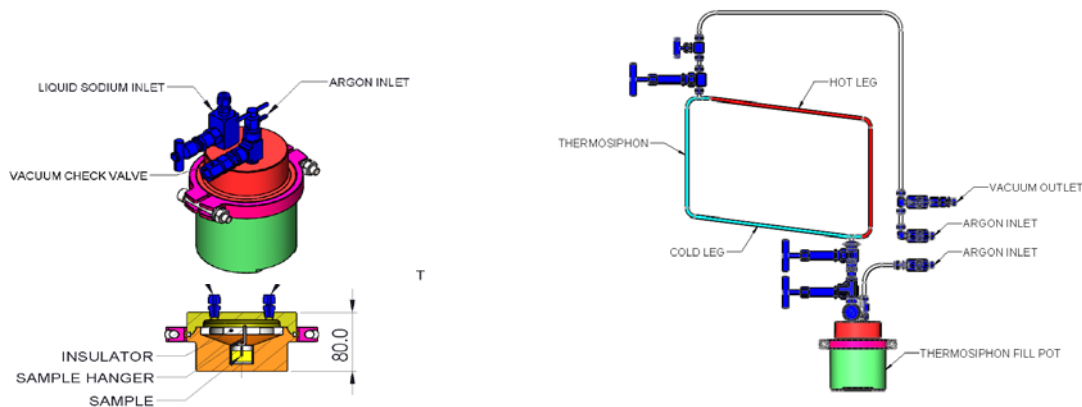 LIQUID SODIUM INLET
ARGON INLET
VACUUM CHECK VALVE
T
80.0
INSULATOR
SAMPLE HANGER
SAMPLE
HOT LEG
THERMOSIPHON
VACUUM OUTLET
ARGON INLET
ARGON INLET
COLD LEG
THERMOSIPHON FILL POT